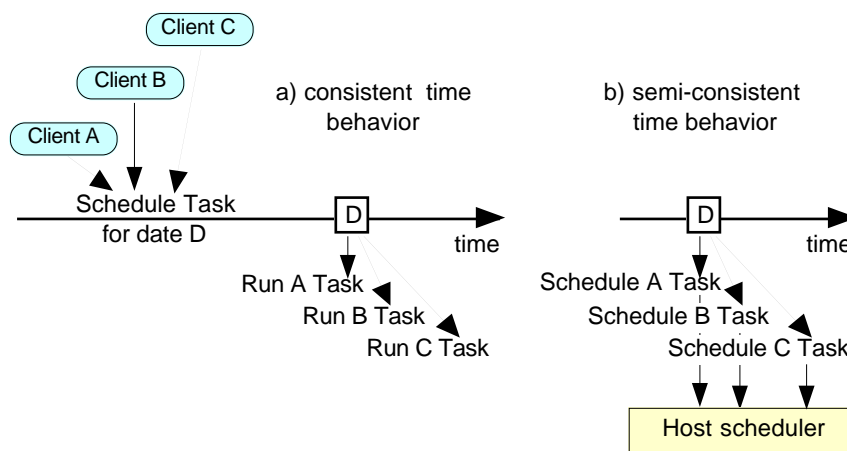 Client C
Client B
Client A
a) consistent time
behavior
b) semi-consistent
time behavior
Schedule Task
for date D
D
time
Run A Task
Run B Task
Run C Task
D
time
Schedule A Task
Schedule B Task
Schedule C Task
Host scheduler